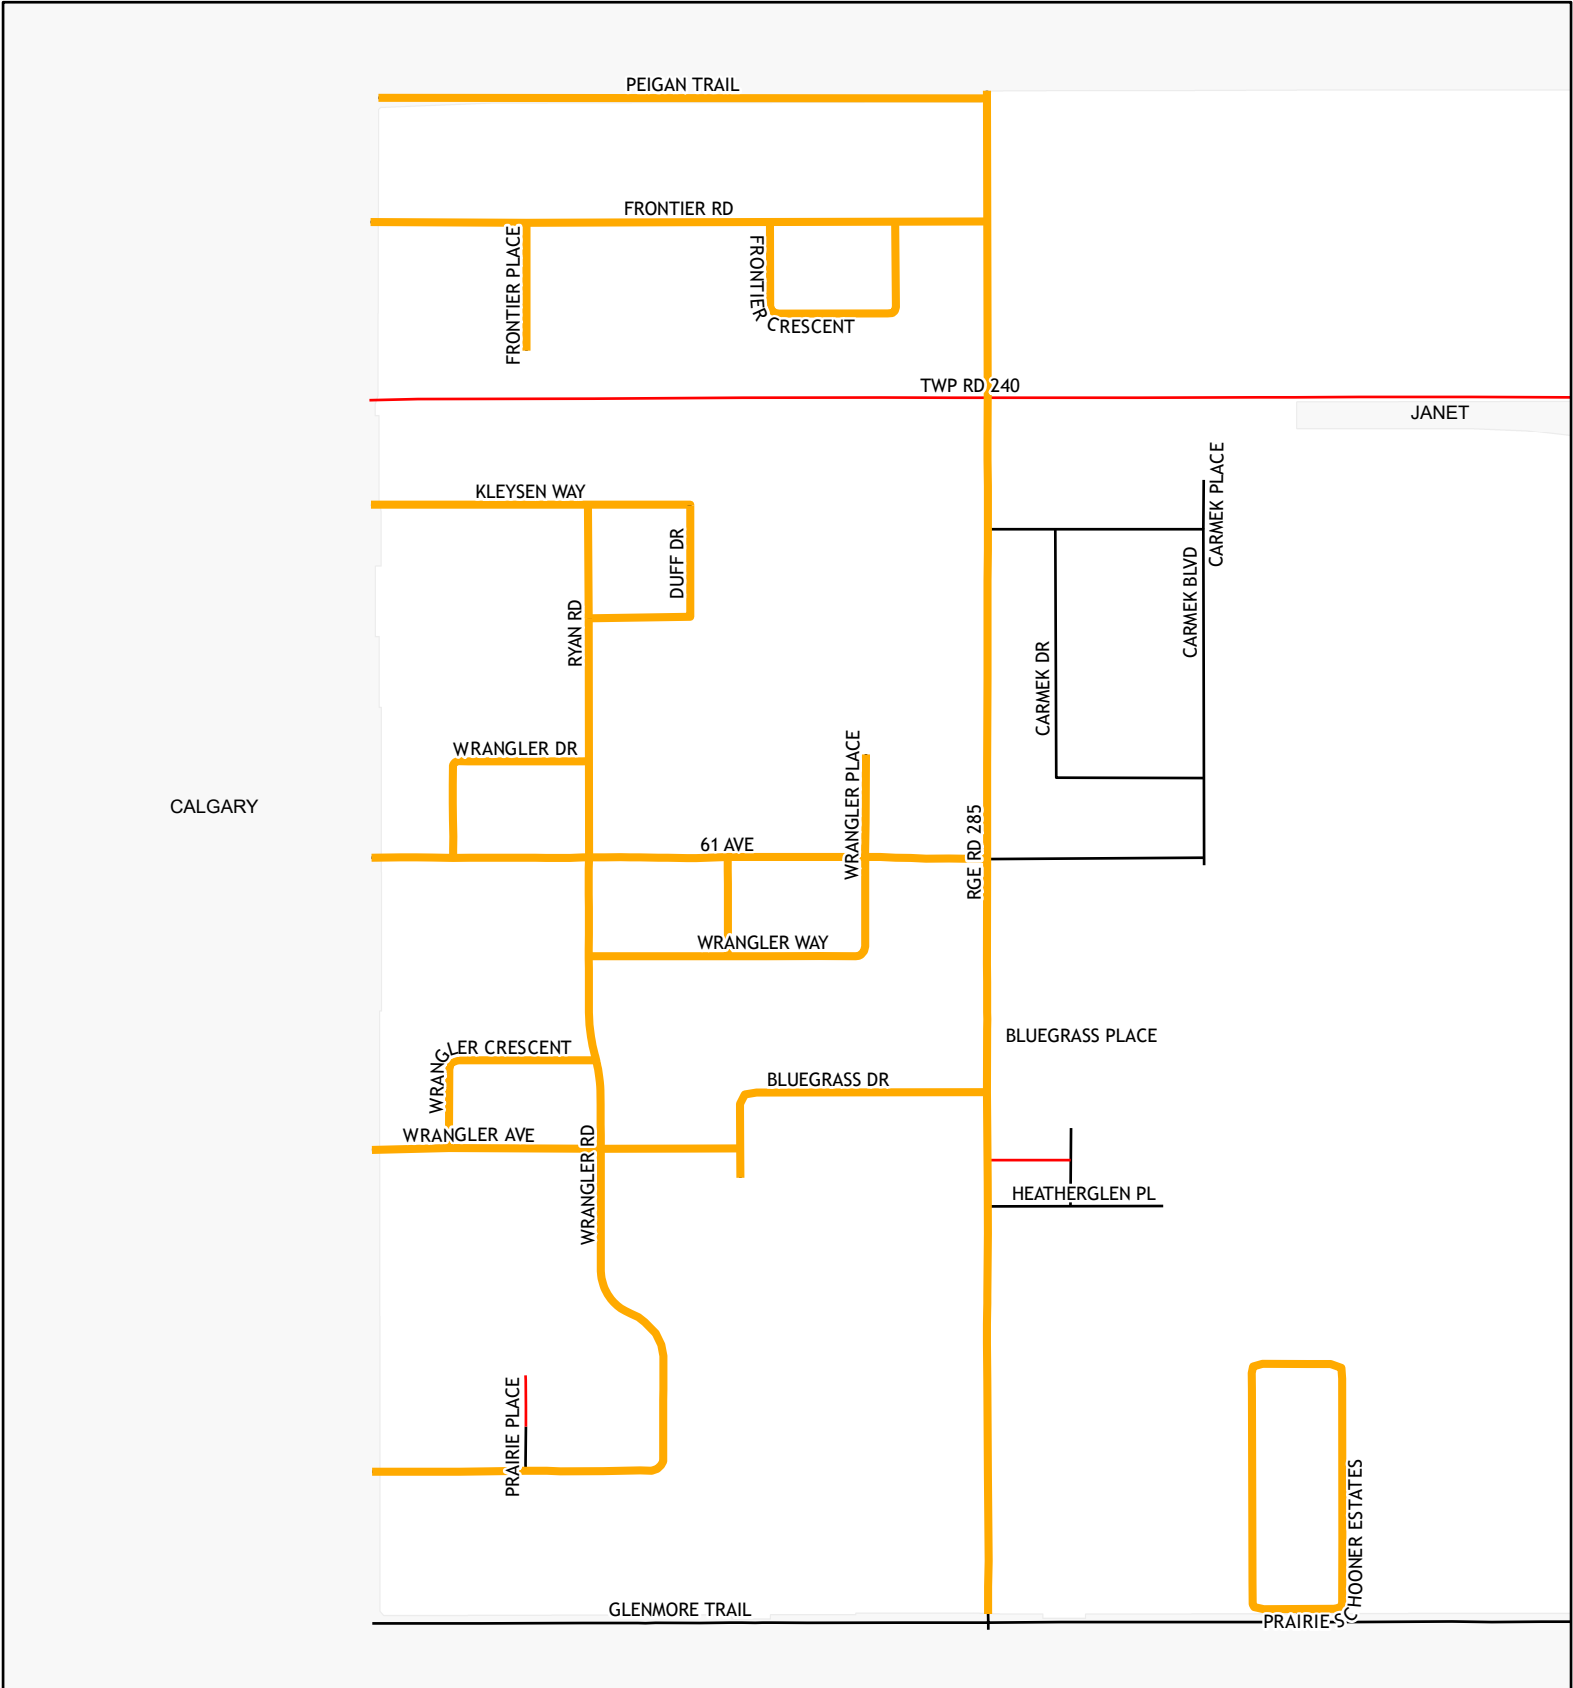 PEIGAN TRAIL
FRONTIER RD
FRONTIER PLACE
FRONTIER CRESCENT
TWP RD 240
JANET
KLEYSEN WAY
DUFF DR
RYAN RD
CARMEK PLACE
CARMEK BLVD
CARMEK DR
WRANGLER DR
WRANGLER PLACE
CALGARY
61 AVE
RGE RD 285
WRANGLER WAY
BLUEGRASS PLACE
WRANGLER CRESCENT
BLUEGRASS DR
WRANGLER AVE
WRANGLER RD
HEATHERGLEN PL
PRAIRIE PLACE
GLENMORE TRAIL
PRAIRIE SCHOONER ESTATES